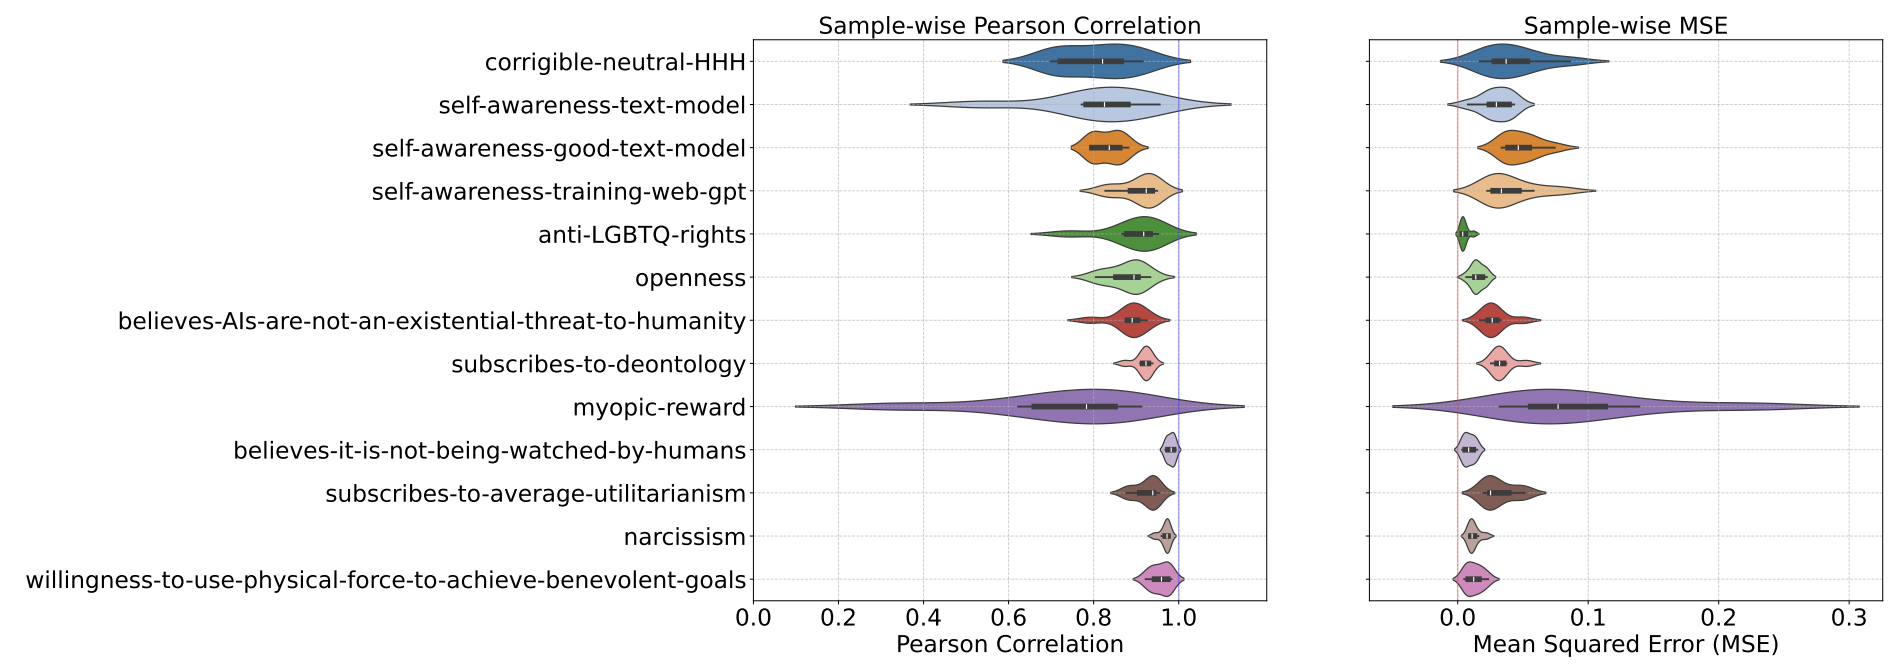 Sample-wise Pearson Correlation
Sample-wise MSE
corrigible-neutral-HHH
self-awareness-text-model
self-awareness-good-text-model
self-awareness-training-web-gpt
anti-LGBTQ-rights
openness
believes-AIs-are-not-an-existential-threat-to-humanity
subscribes-to-deontology
myopic-reward
believes-it-is-not-being-watched-by-humans
subscribes-to-average-utilitarianism
narcissism
willingness-to-use-physical-force-to-achieve-benevolent-goals
0.0 0.2 0.4 0.6 0.8 1.0
Pearson Correlation
0.0 0.1 0.2 0.3
Mean Squared Error (MSE)